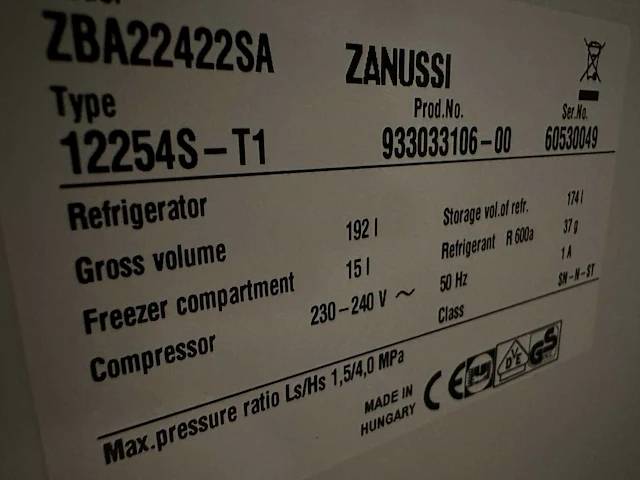 ZBA22422SA ZANUSSI
Type Prod.No. Ser.No.
12254S-T1 933033106-00 60530049
Refrigerator
Gross volume 192 l Storage vol.of refr. 174 l
Freezer compartment 15 l Refrigerant R 600a 37 g
Compressor 230-240 V ~ 50 Hz 1 A
Class SN-N-ST
Max.pressure ratio Ls/Hs 1,5/4,0 MPa
MADE IN
HUNGARY
CE
DVE
GS